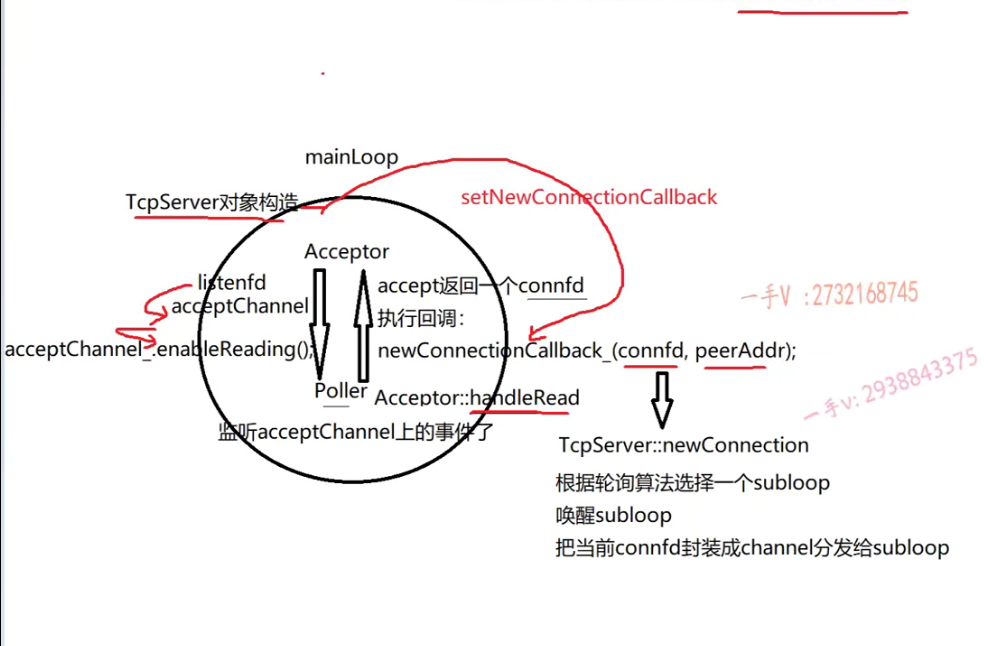 mainLoop
TcpServer对象构造
setNewConnectionCallback
Acceptor
listenfd
accept返回一个connfd
acceptChannel
执行回调：
acceptChannel_.enableReading();
newConnectionCallback_(connfd, peerAddr);
Poller
Acceptor::handleRead
监听acceptChannel上的事件了
TcpServer::newConnection
根据轮询算法选择一个subloop
唤醒subloop
把当前connfd封装成channel分发给subloop
一手V :2732168745
一手v: 2938843375